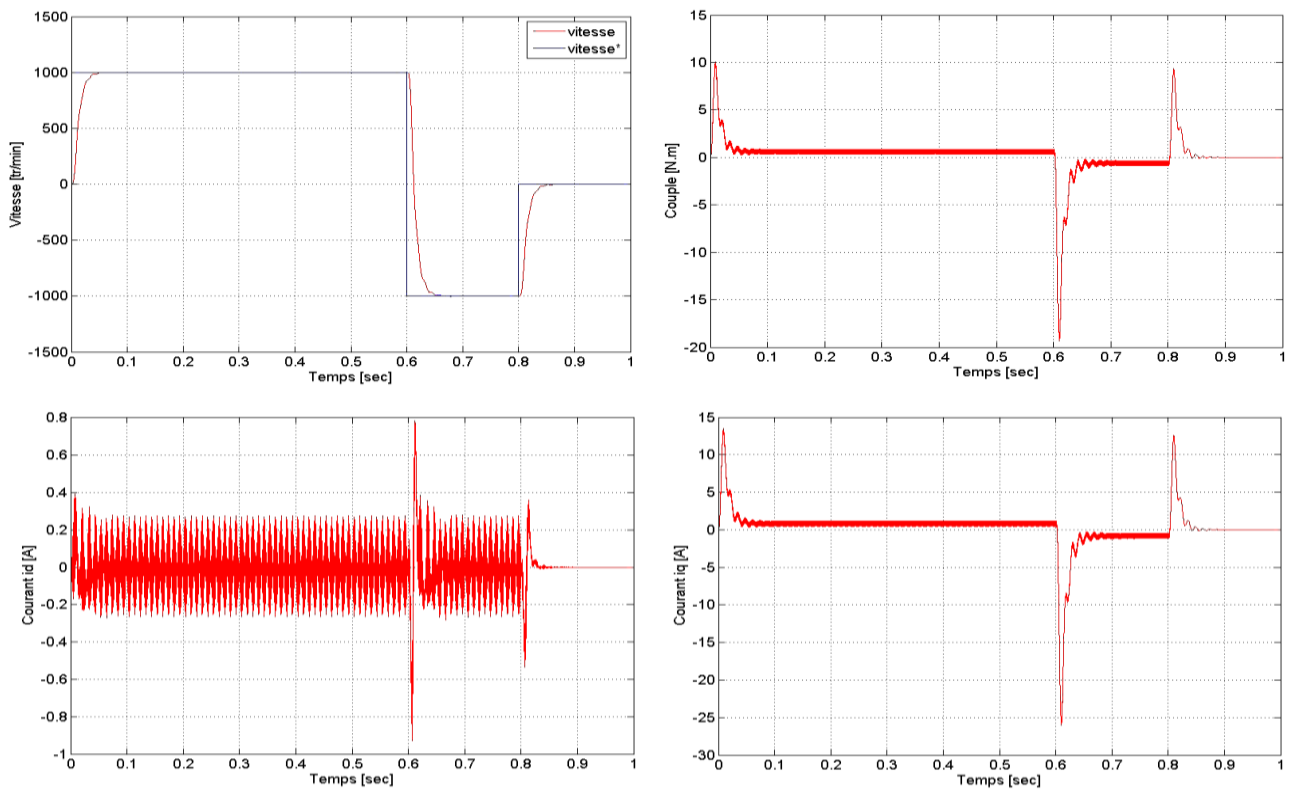 1500
1000
500
0
-500
-1000
-1500
Vitesse [tr/min]
vitesse
vitesse*
0 0.1 0.2 0.3 0.4 0.5 0.6 0.7 0.8 0.9 1
Temps [sec]
15
10
5
0
-5
-10
-15
-20
Couple [N.m]
0 0.1 0.2 0.3 0.4 0.5 0.6 0.7 0.8 0.9 1
Temps [sec]
0.8
0.6
0.4
0.2
0
-0.2
-0.4
-0.6
-0.8
-1
Courant id [A]
0 0.1 0.2 0.3 0.4 0.5 0.6 0.7 0.8 0.9 1
Temps [sec]
15
10
5
0
-5
-10
-15
-20
-25
-30
Courant iq [A]
0 0.1 0.2 0.3 0.4 0.5 0.6 0.7 0.8 0.9 1
Temps [sec]